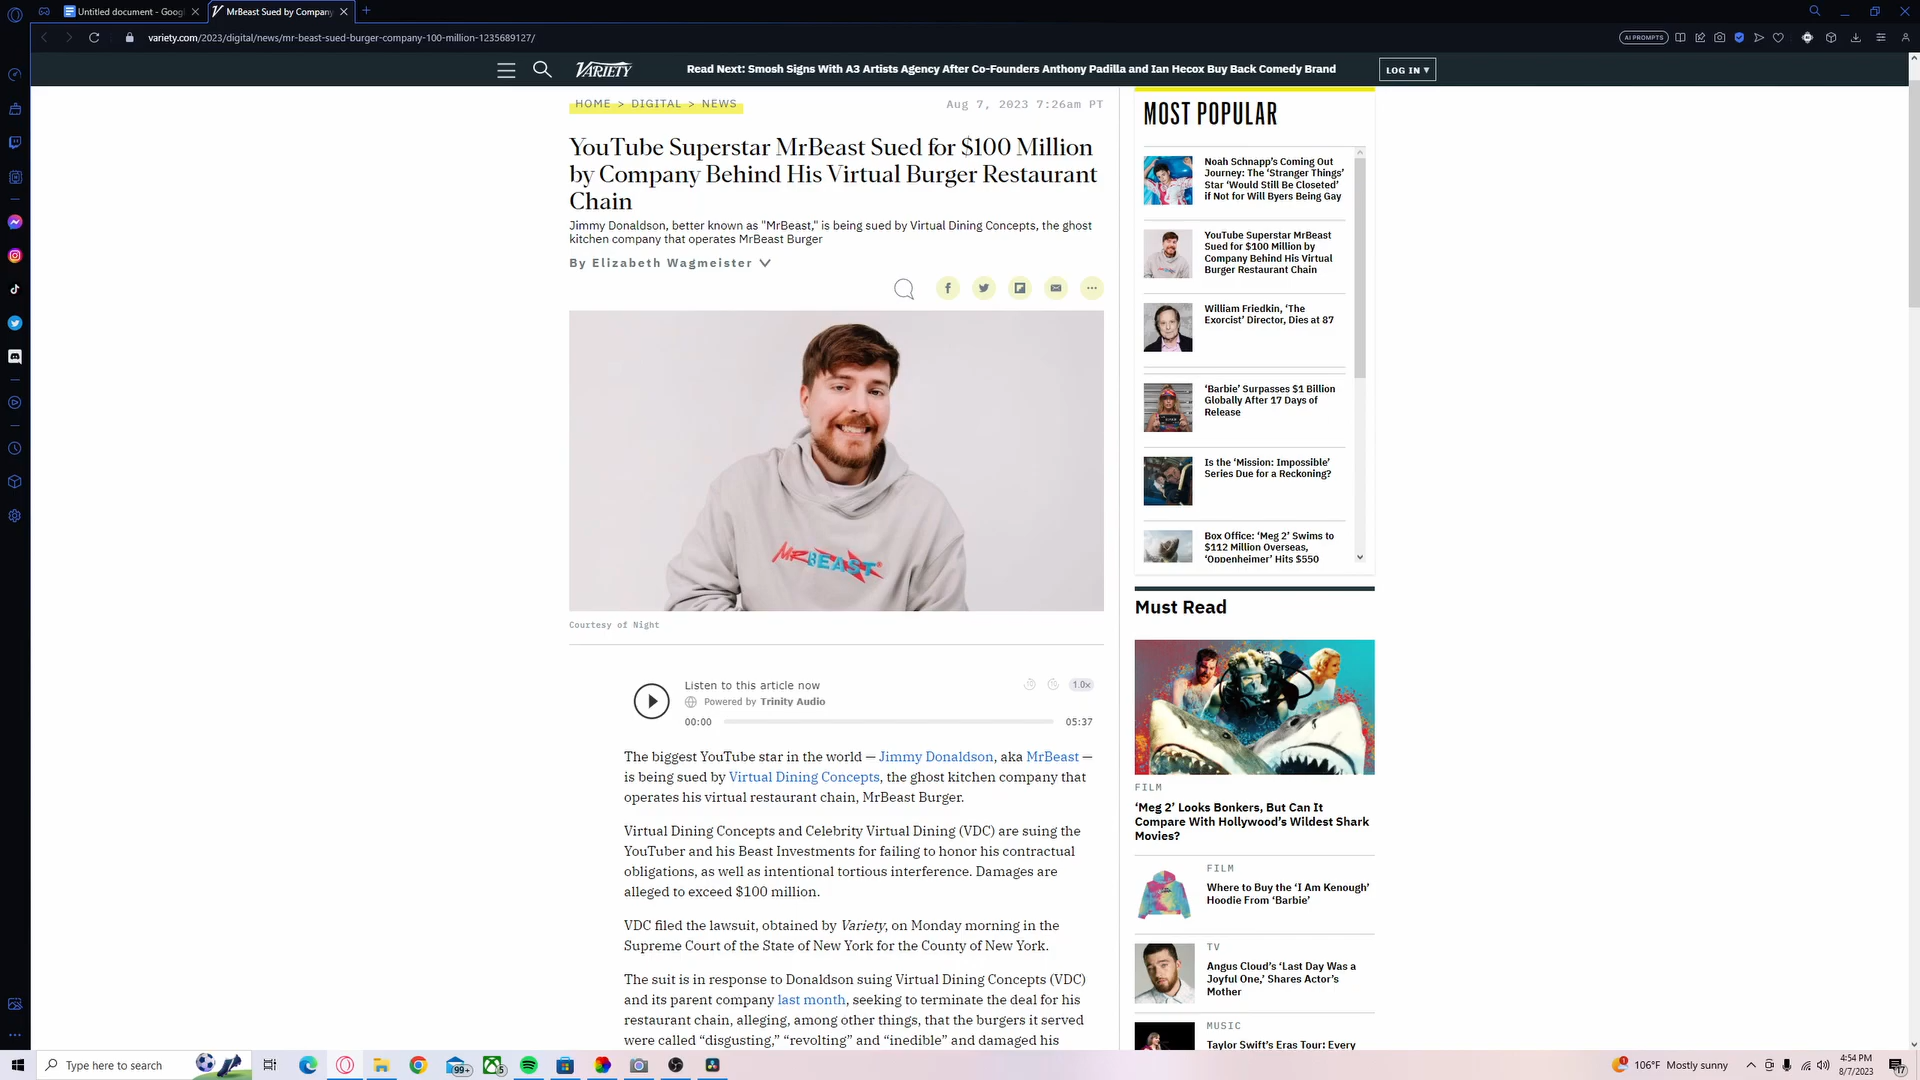 Untitled document - Goog
MrBeast Sued by Company
variety.com/2023/digital/news/mr-beast-sued-burger-company-100-million-1235689127/
AI PROMPTS
VARIETY
Read Next: Smosh Signs With A3 Artists Agency After Co-Founders Anthony Padilla and Ian Hecox Buy Back Comedy Brand
LOG IN ▾
HOME > DIGITAL > NEWS
Aug 7, 2023 7:26am PT
YouTube Superstar MrBeast Sued for $100 Million
by Company Behind His Virtual Burger Restaurant
Chain
Jimmy Donaldson, better known as "MrBeast," is being sued by Virtual Dining Concepts, the ghost
kitchen company that operates MrBeast Burger
By Elizabeth Wagmeister
MRBEAST
Courtesy of Night
Listen to this article now
Powered by Trinity Audio
1.0x
00:00
05:37
The biggest YouTube star in the world — Jimmy Donaldson, aka MrBeast —
is being sued by Virtual Dining Concepts, the ghost kitchen company that
operates his virtual restaurant chain, MrBeast Burger.
Virtual Dining Concepts and Celebrity Virtual Dining (VDC) are suing the
YouTuber and his Beast Investments for failing to honor his contractual
obligations, as well as intentional tortious interference. Damages are
alleged to exceed $100 million.
VDC filed the lawsuit, obtained by Variety, on Monday morning in the
Supreme Court of the State of New York for the County of New York.
The suit is in response to Donaldson suing Virtual Dining Concepts (VDC)
and its parent company last month, seeking to terminate the deal for his
restaurant chain, alleging, among other things, that the burgers it served
were called “disgusting,” “revolting” and “inedible” and damaged his
MOST POPULAR
Noah Schnapp’s Coming Out
Journey: The ‘Stranger Things’
Star ‘Would Still Be Closeted’
if Not for Will Byers Being Gay
YouTube Superstar MrBeast
Sued for $100 Million by
Company Behind His Virtual
Burger Restaurant Chain
William Friedkin, ‘The
Exorcist’ Director, Dies at 87
‘Barbie’ Surpasses $1 Billion
Globally After 17 Days of
Release
Is the ‘Mission: Impossible’
Series Due for a Reckoning?
Box Office: ‘Meg 2’ Swims to
$112 Million Overseas,
‘Oppenheimer’ Hits $550
Must Read
FILM
‘Meg 2’ Looks Bonkers, But Can It
Compare With Hollywood’s Wildest Shark
Movies?
FILM
Where to Buy the ‘I Am Kenough’
Hoodie From ‘Barbie’
TV
Angus Cloud’s ‘Last Day Was a
Joyful One,’ Shares Actor’s
Mother
MUSIC
Taylor Swift’s Eras Tour: Every
Type here to search
99+
5
106°F Mostly sunny
4:54 PM
8/7/2023
17